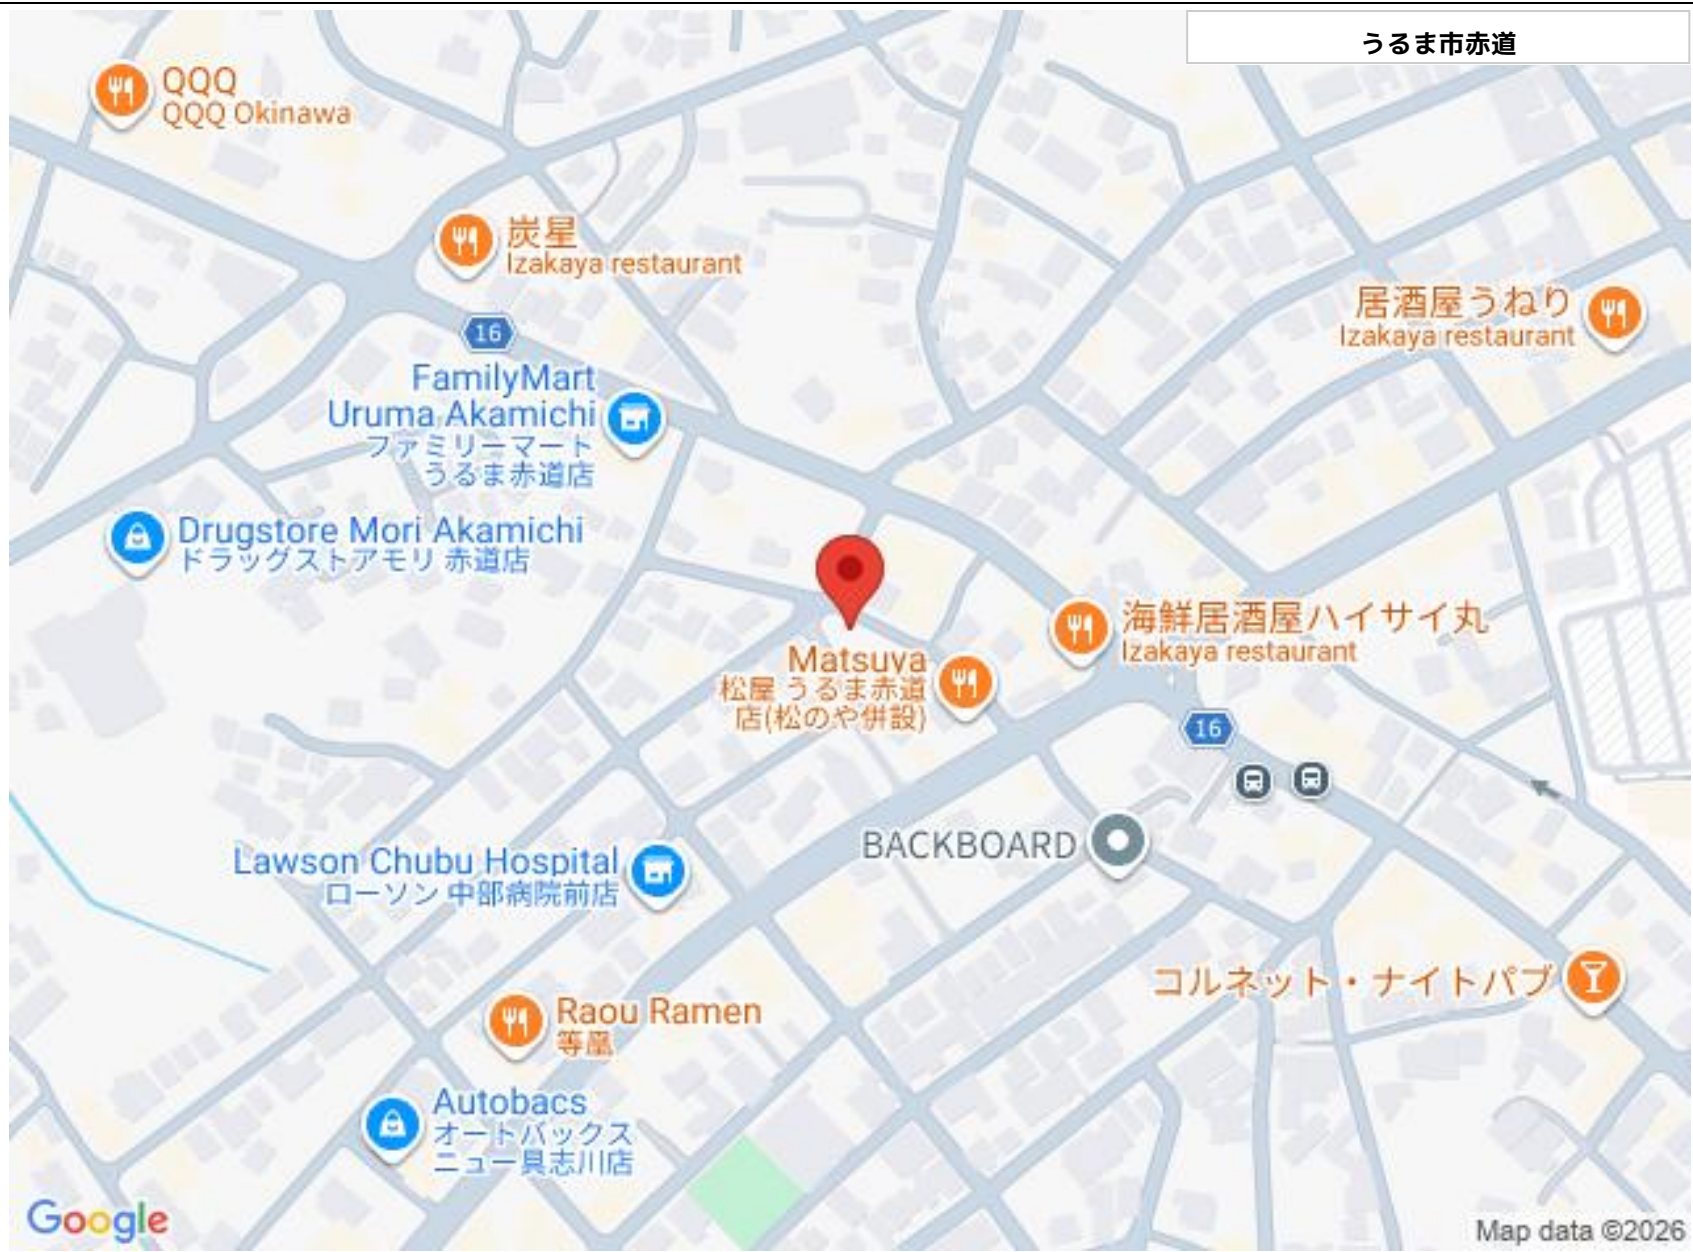 うるま市赤道
QQQ
QQQ Okinawa
炭星
Izakaya restaurant
居酒屋うねり
Izakaya restaurant
16
FamilyMart
Uruma Akamichi
ファミリーマート
うるま赤道店
Drugstore Mori Akamichi
ドラッグストアモリ 赤道店
海鮮居酒屋ハイサイ丸
Izakaya restaurant
Matsuya
松屋 うるま赤道
店(松のや併設)
16
BACKBOARD
Lawson Chubu Hospital
ローソン 中部病院前店
コルネット・ナイトパブ
Raou Ramen
等凰
Autobacs
オートバックス
ニュー具志川店
Google
Map data ©2026